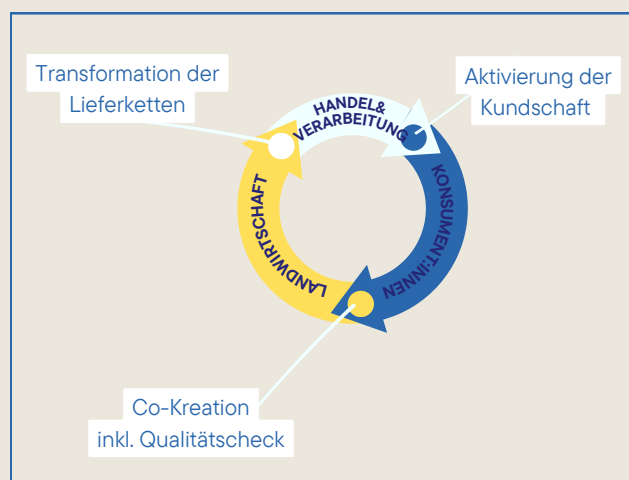 Transformation der
Lieferketten
Aktivierung der
Kundschaft
HANDEL&
VERARBEITUNG
KONSUMENT:INNEN
LANDWIRTSCHAFT
Co-Kreation
inkl. Qualitätscheck